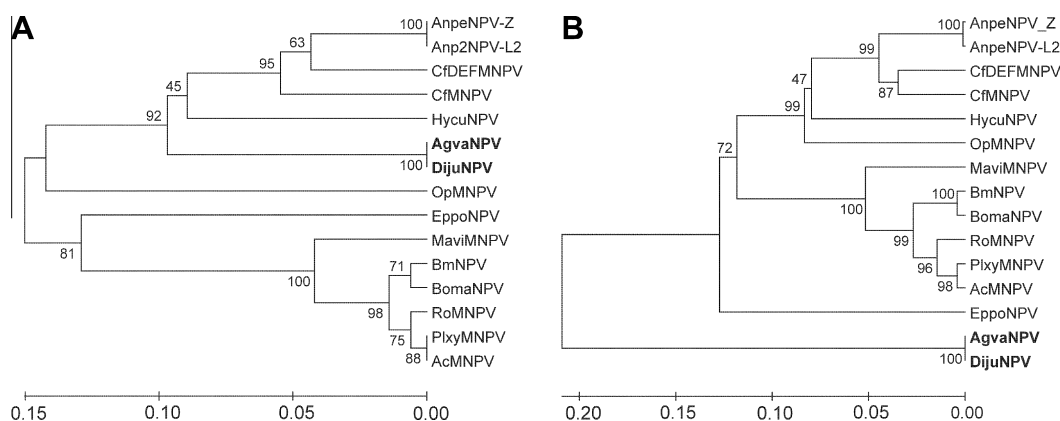 A
100
AnpeNPV-Z
Anp2NPV-L2
63
95
CfDEFMNPV
CfMNPV
45
HycuNPV
92
AgvaNPV
100
DijuNPV
OpMNPV
EppoNPV
81
MaviMNPV
100
71
BmNPV
BomaNPV
98
RoMNPV
75
PlxyMNPV
88
AcMNPV
0.15 0.10 0.05 0.00
B
100
AnpeNPV_Z
AnpeNPV-L2
99
CfDEFMNPV
87
CfMNPV
47
HycuNPV
99
OpMNPV
72
MaviMNPV
100
100
BmNPV
BomaNPV
99
RoMNPV
96
PlxyMNPV
98
AcMNPV
EppoNPV
AgvaNPV
100
DijuNPV
0.20 0.15 0.10 0.05 0.00